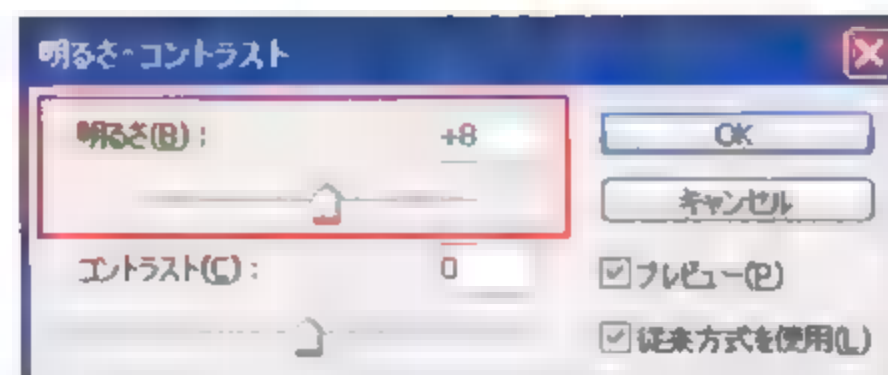 明るさ・コントラスト
明るさ(B): +8
OK
キャンセル
コントラスト(C): 0
プレビュー(P)
従来方式を使用(L)